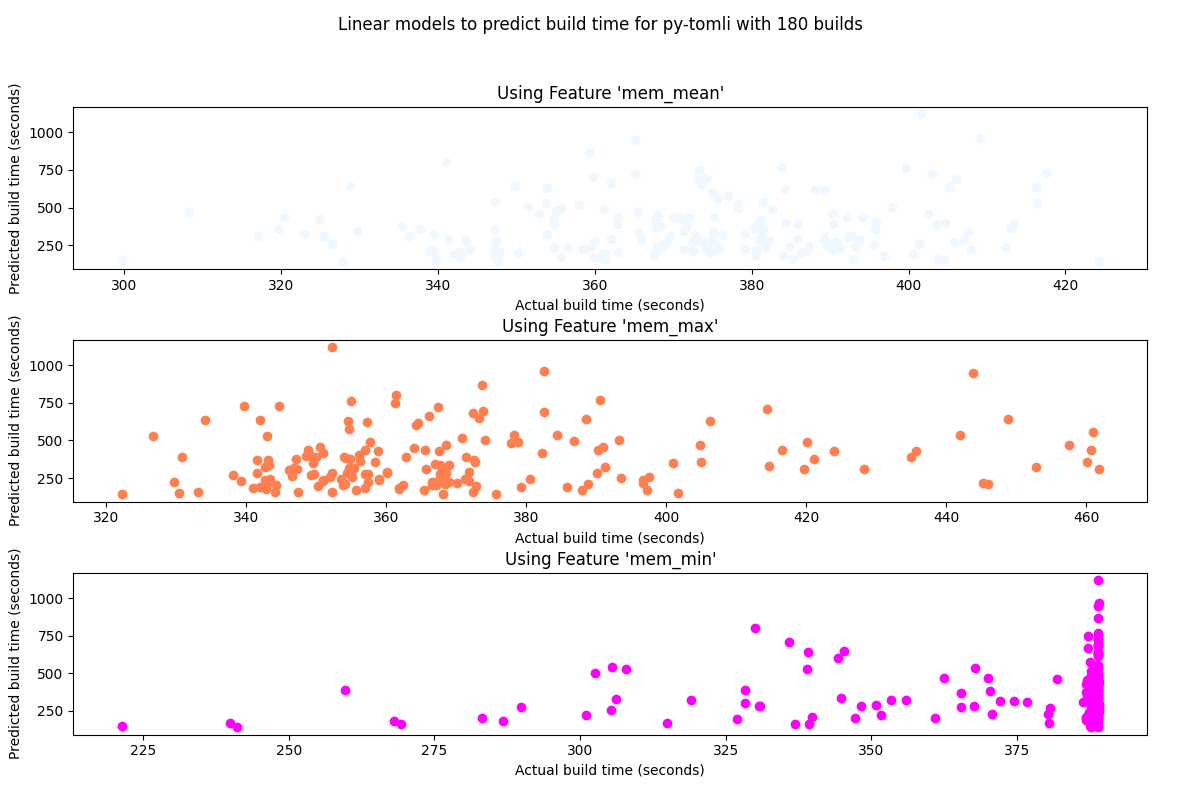 Linear models to predict build time for py-tomli with 180 builds
Using Feature 'mem_mean'
Predicted build time (seconds)
1000
750
500
250
300 320 340 360 380 400 420
Actual build time (seconds)
Using Feature 'mem_max'
Predicted build time (seconds)
1000
750
500
250
320 340 360 380 400 420 440 460
Actual build time (seconds)
Using Feature 'mem_min'
Predicted build time (seconds)
1000
750
500
250
225 250 275 300 325 350 375
Actual build time (seconds)